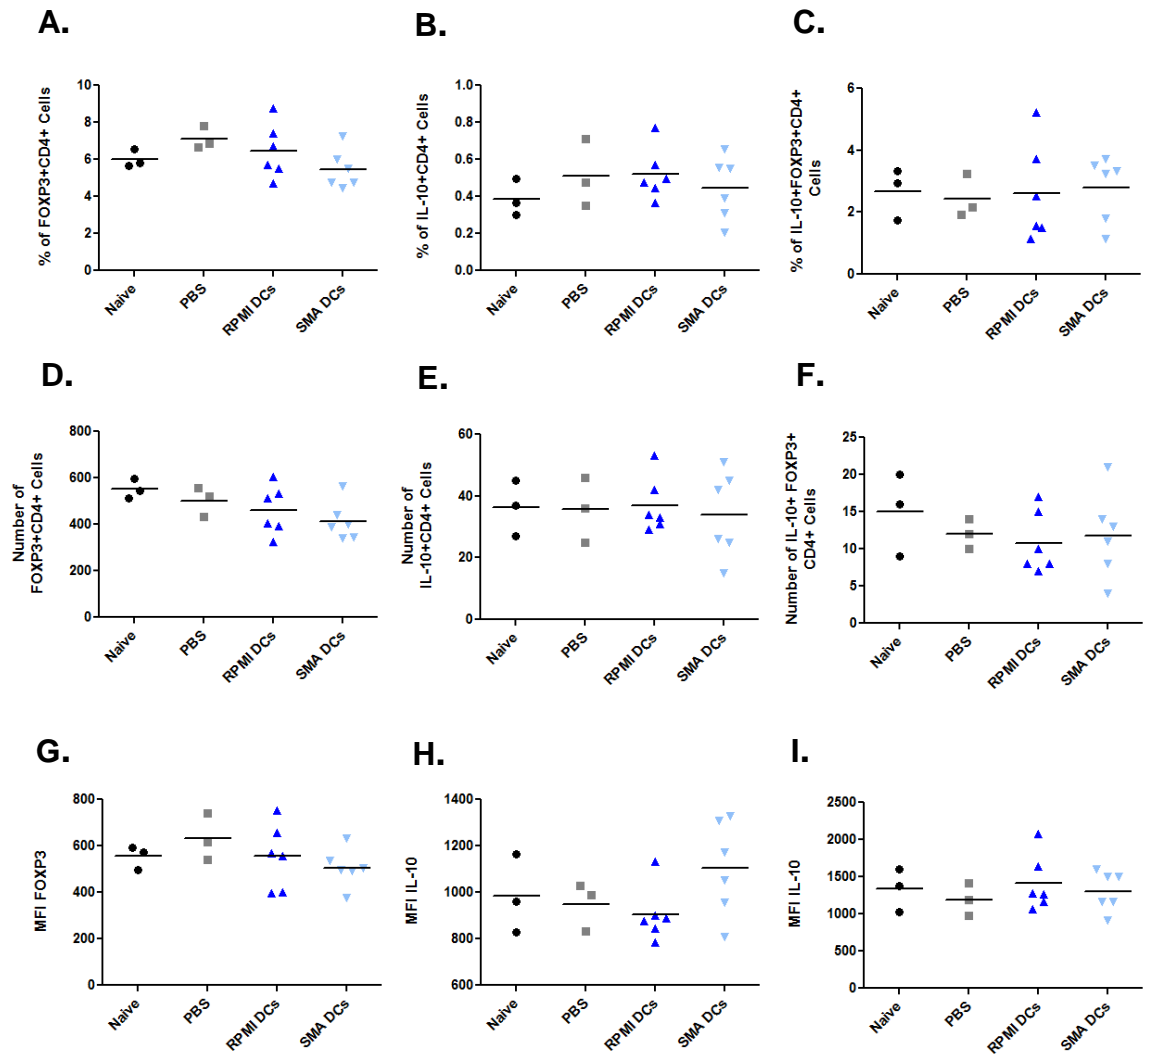 A.
% of FOXP3+CD4+ Cells
10
8
6
4
2
0
Naive
PBS
RPMI DCs
SMA DCs
B.
% of IL-10+CD4+ Cells
1.0
0.8
0.6
0.4
0.2
0.0
Naive
PBS
RPMI DCs
SMA DCs
C.
% of IL-10+FOXP3+CD4+
Cells
6
4
2
0
Naive
PBS
RPMI DCs
SMA DCs
D.
Number of
FOXP3+CD4+ Cells
800
600
400
200
0
Naive
PBS
RPMI DCs
SMA DCs
E.
Number of
IL-10+CD4+ Cells
60
40
20
0
Naive
PBS
RPMI DCs
SMA DCs
F.
Number of IL-10+ FOXP3+
CD4+ Cells
25
20
15
10
5
0
Naive
PBS
RPMI DCs
SMA DCs
G.
MFI FOXP3
800
600
400
200
0
Naive
PBS
RPMI DCs
SMA DCs
H.
MFI IL-10
1400
1200
1000
800
600
Naive
PBS
RPMI DCs
SMA DCs
I.
MFI IL-10
2500
2000
1500
1000
500
0
Naive
PBS
RPMI DCs
SMA DCs